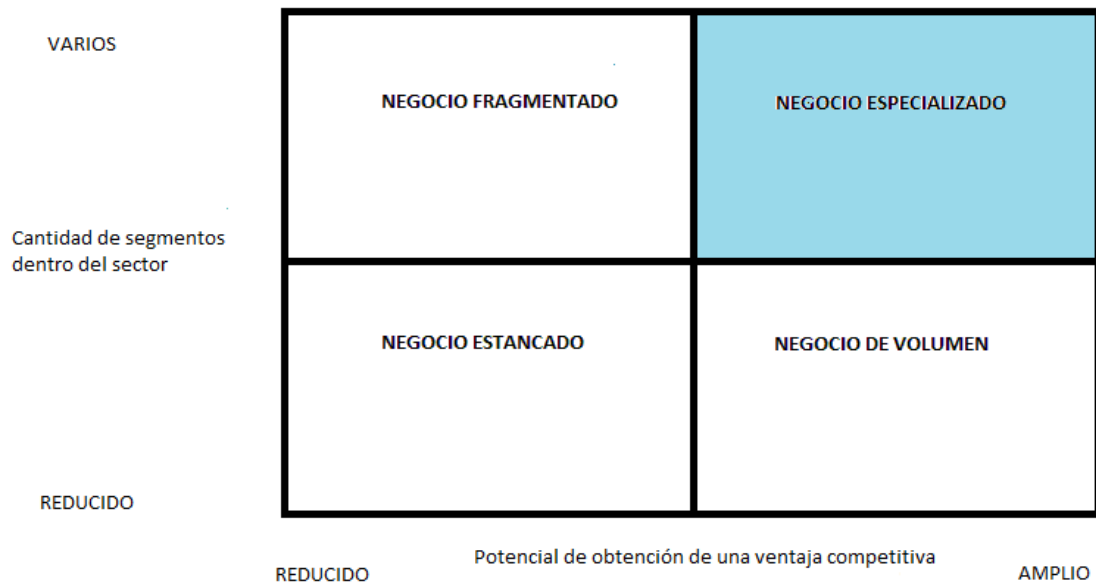 VARIOS
NEGOCIO FRAGMENTADO
NEGOCIO ESPECIALIZADO
Cantidad de segmentos
dentro del sector
NEGOCIO ESTANCADO
NEGOCIO DE VOLUMEN
REDUCIDO
Potencial de obtención de una ventaja competitiva
REDUCIDO
AMPLIO